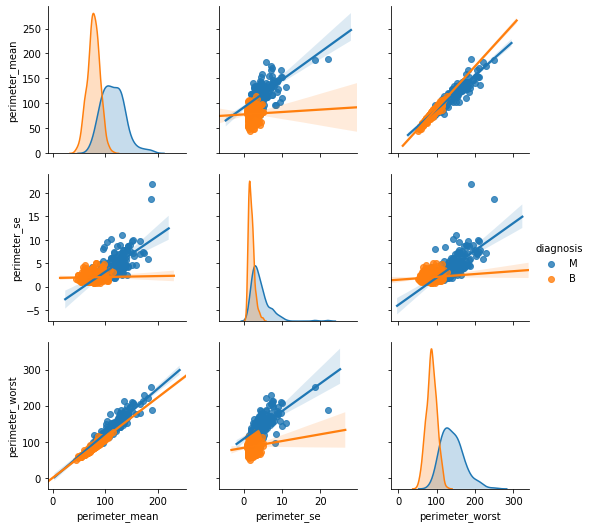 perimeter_mean
250
200
150
100
50
0
perimeter_se
20
15
10
5
0
−5
diagnosis
M
B
perimeter_worst
300
200
100
0
0 100 200
0 10 20
0 100 200 300
perimeter_mean perimeter_se perimeter_worst